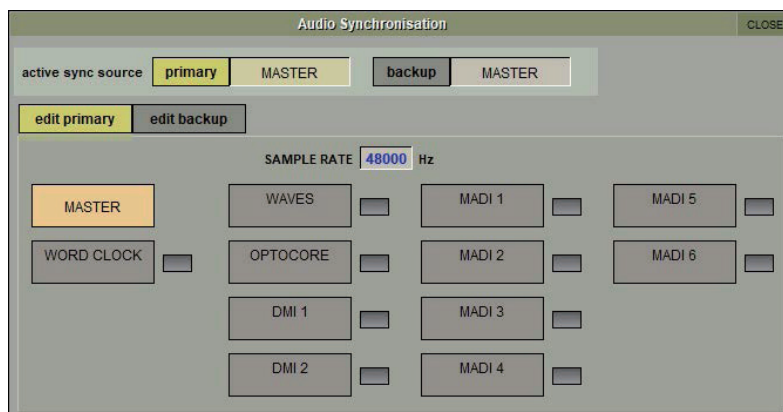 Audio Synchronisation CLOSE
active sync source primary MASTER backup MASTER
edit primary edit backup
SAMPLE RATE 48000 Hz
MASTER WAVES MADI 1 MADI 5
WORD CLOCK OPTOCORE MADI 2 MADI 6
DMI 1 MADI 3
DMI 2 MADI 4